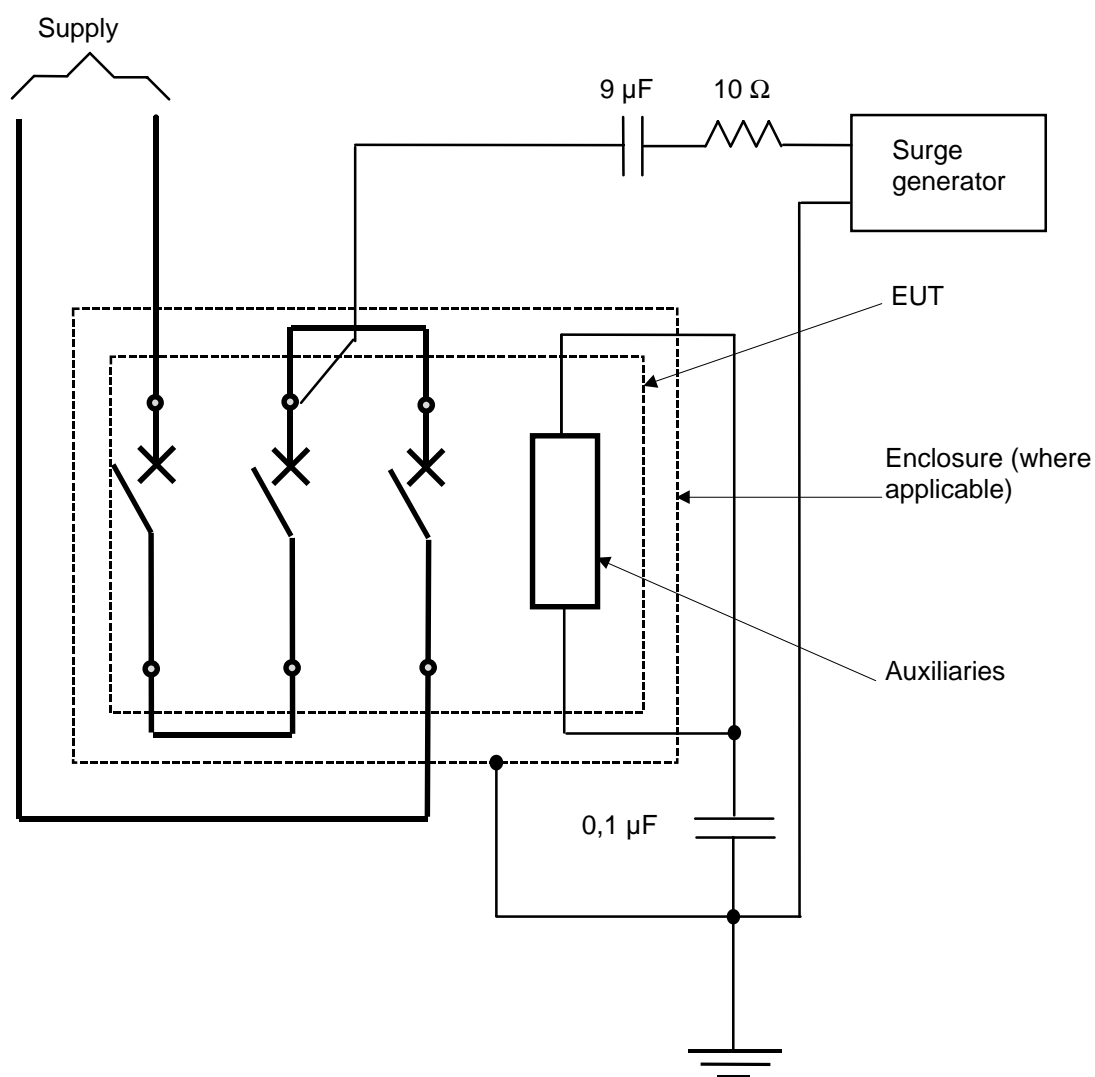 Supply
9 µF
10 Ω
Surge
generator
EUT
Enclosure (where
applicable)
Auxiliaries
0,1 µF